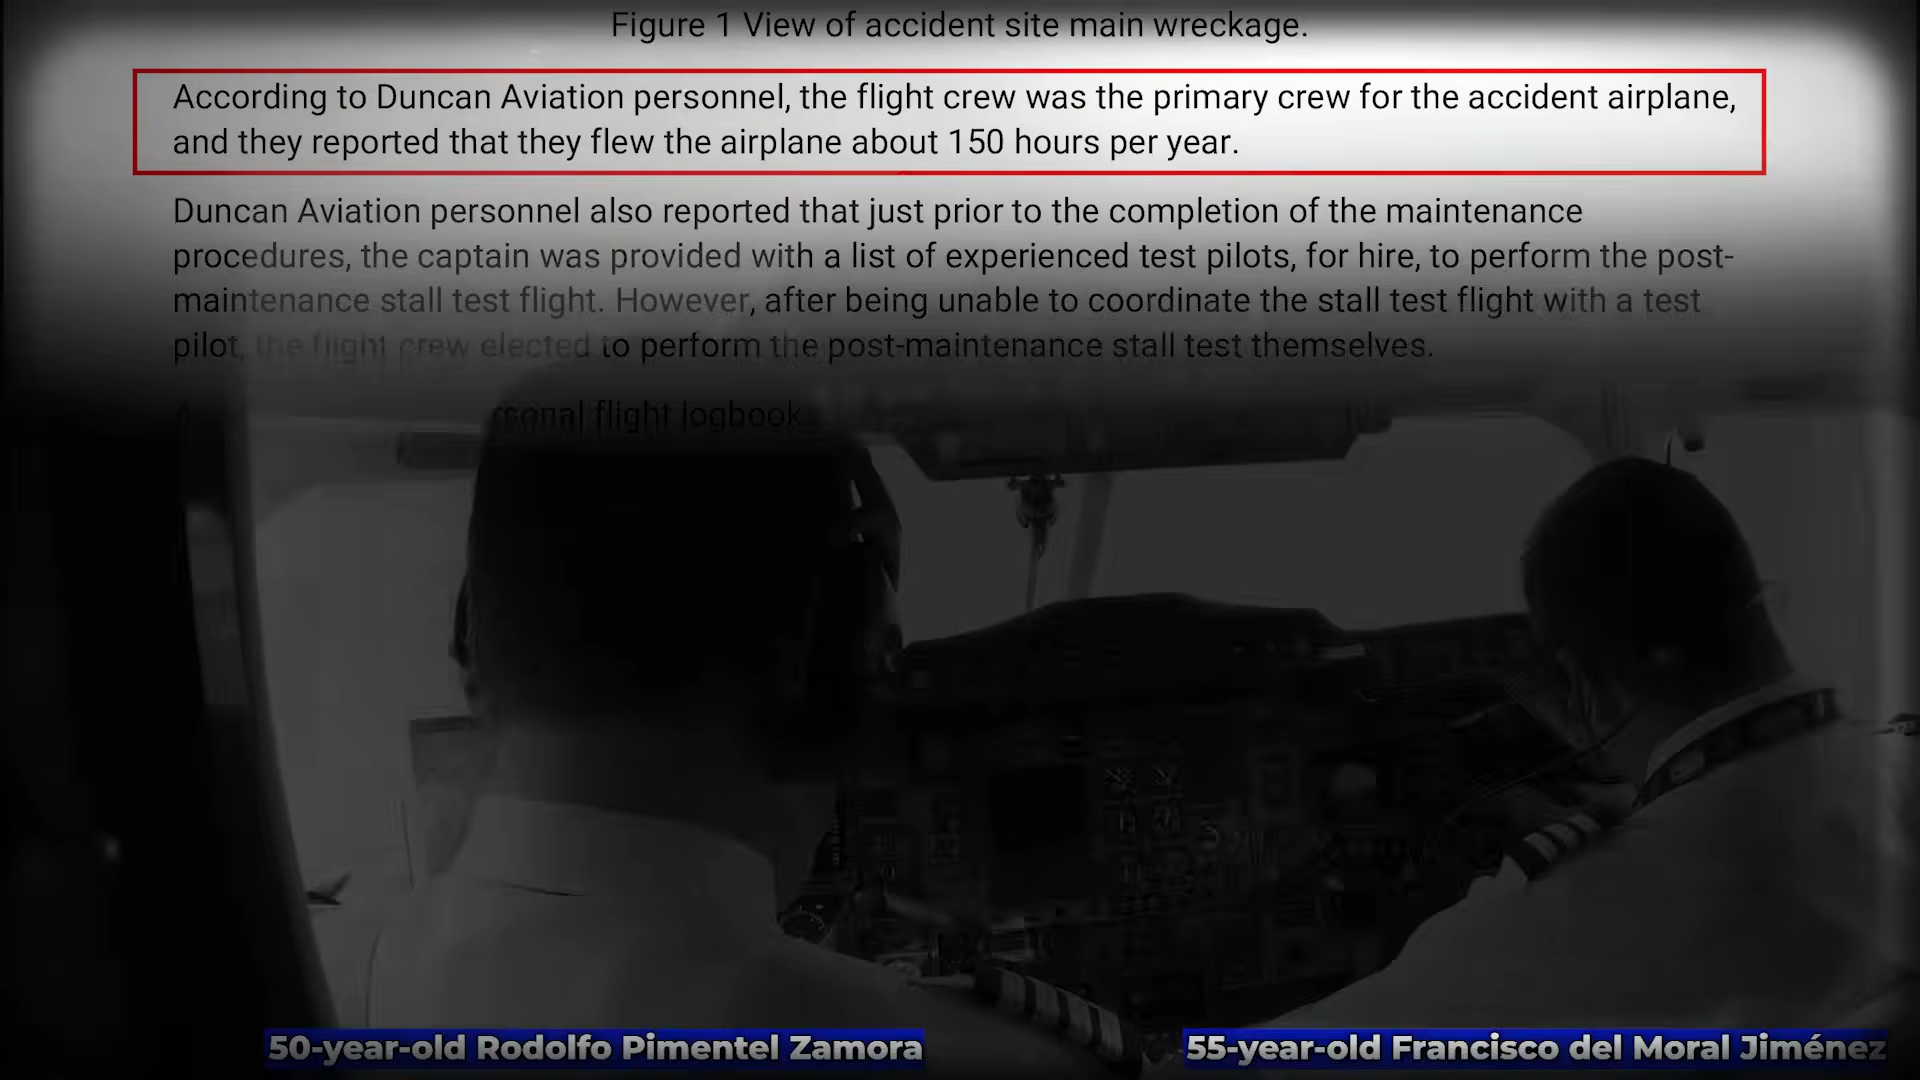 Figure 1 View of accident site main wreckage.
According to Duncan Aviation personnel, the flight crew was the primary crew for the accident airplane,
and they reported that they flew the airplane about 150 hours per year.
Duncan Aviation personnel also reported that just prior to the completion of the maintenance
procedures, the captain was provided with a list of experienced test pilots, for hire, to perform the post-
maintenance stall test flight. However, after being unable to coordinate the stall test flight with a test
pilot, the flight crew elected to perform the post-maintenance stall test themselves.
flight logbook
50-year-old Rodolfo Pimentel Zamora
55-year-old Francisco del Moral Jiménez